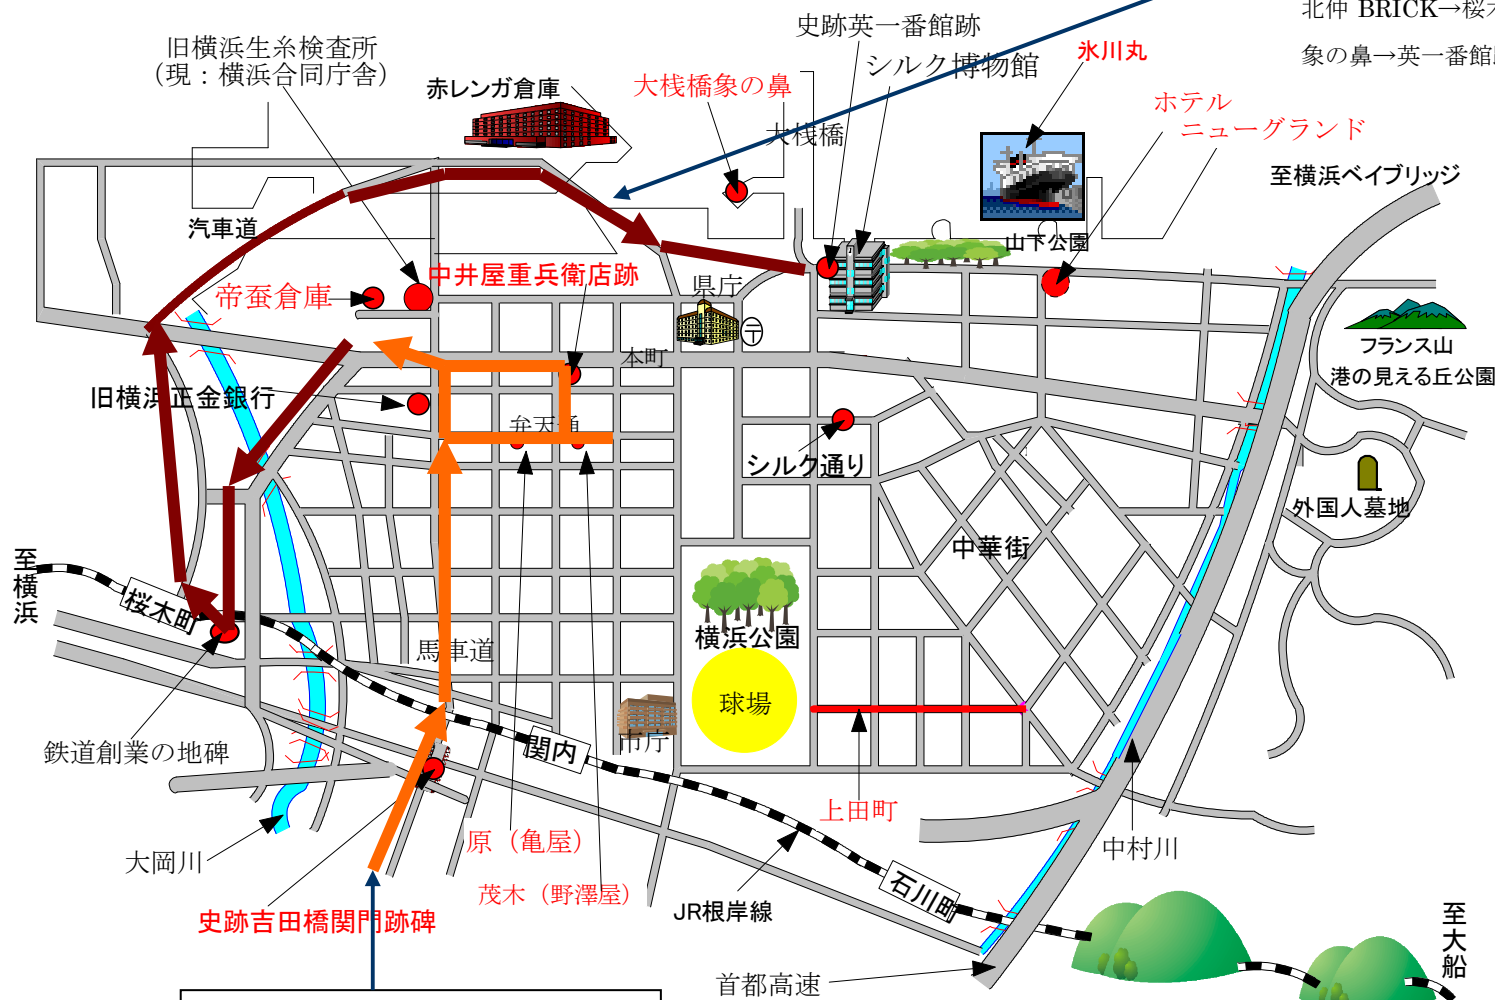 北仲 BRICK→桜
象の鼻→英一番館
史跡英一番館跡
シルク博物館
氷川丸
旧横浜生糸検査所
（現：横浜合同庁舎）
赤レンガ倉庫
大桟橋象の鼻
大桟橋
ホテル
ニューグランド
至横浜ベイブリッジ
汽車道
山下公園
中井屋重兵衛店跡
帝蚕倉庫
県庁
〒
本町
フランス山
港の見える丘公園
旧横浜正金銀行
弁天通
シルク通り
外国人墓地
中華街
至横浜
桜木町
横浜公園
馬車道
球場
鉄道創業の地碑
関内
市庁
上田町
原（亀屋）
大岡川
中村川
茂木（野澤屋）
石川町
JR根岸線
史跡吉田橋関門跡碑
至大船
首都高速